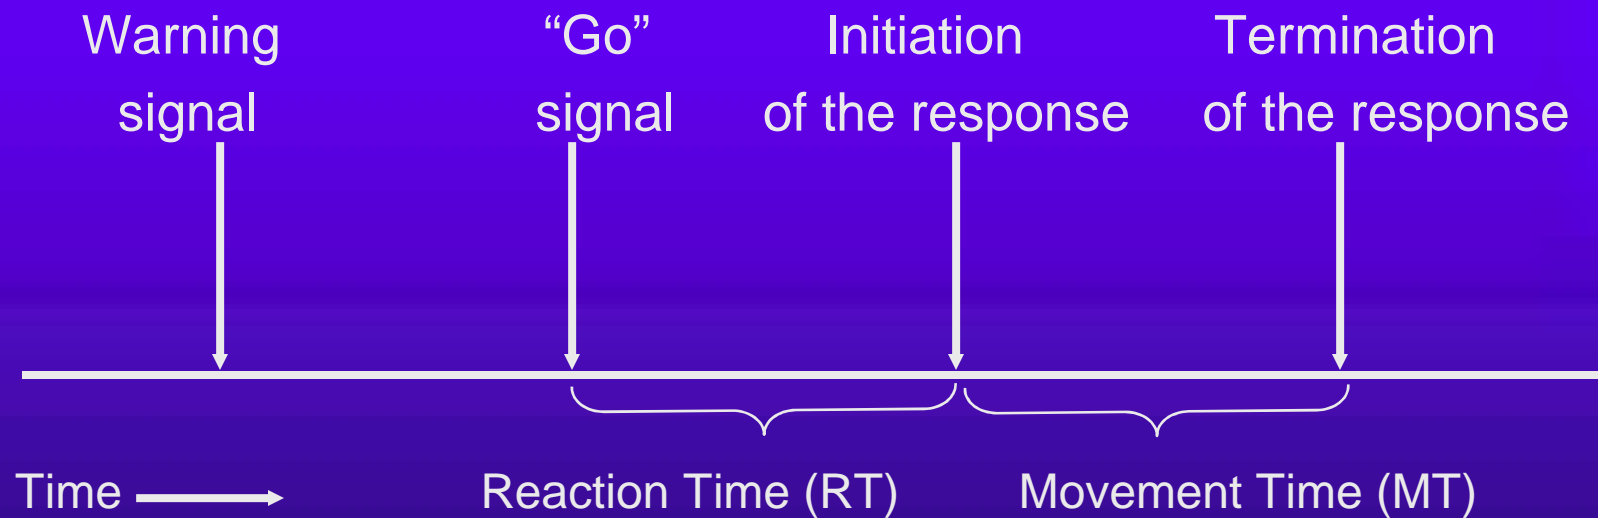 Warning “Go” Initiation Termination
signal signal of the response of the response
Time Reaction Time (RT) Movement Time (MT)